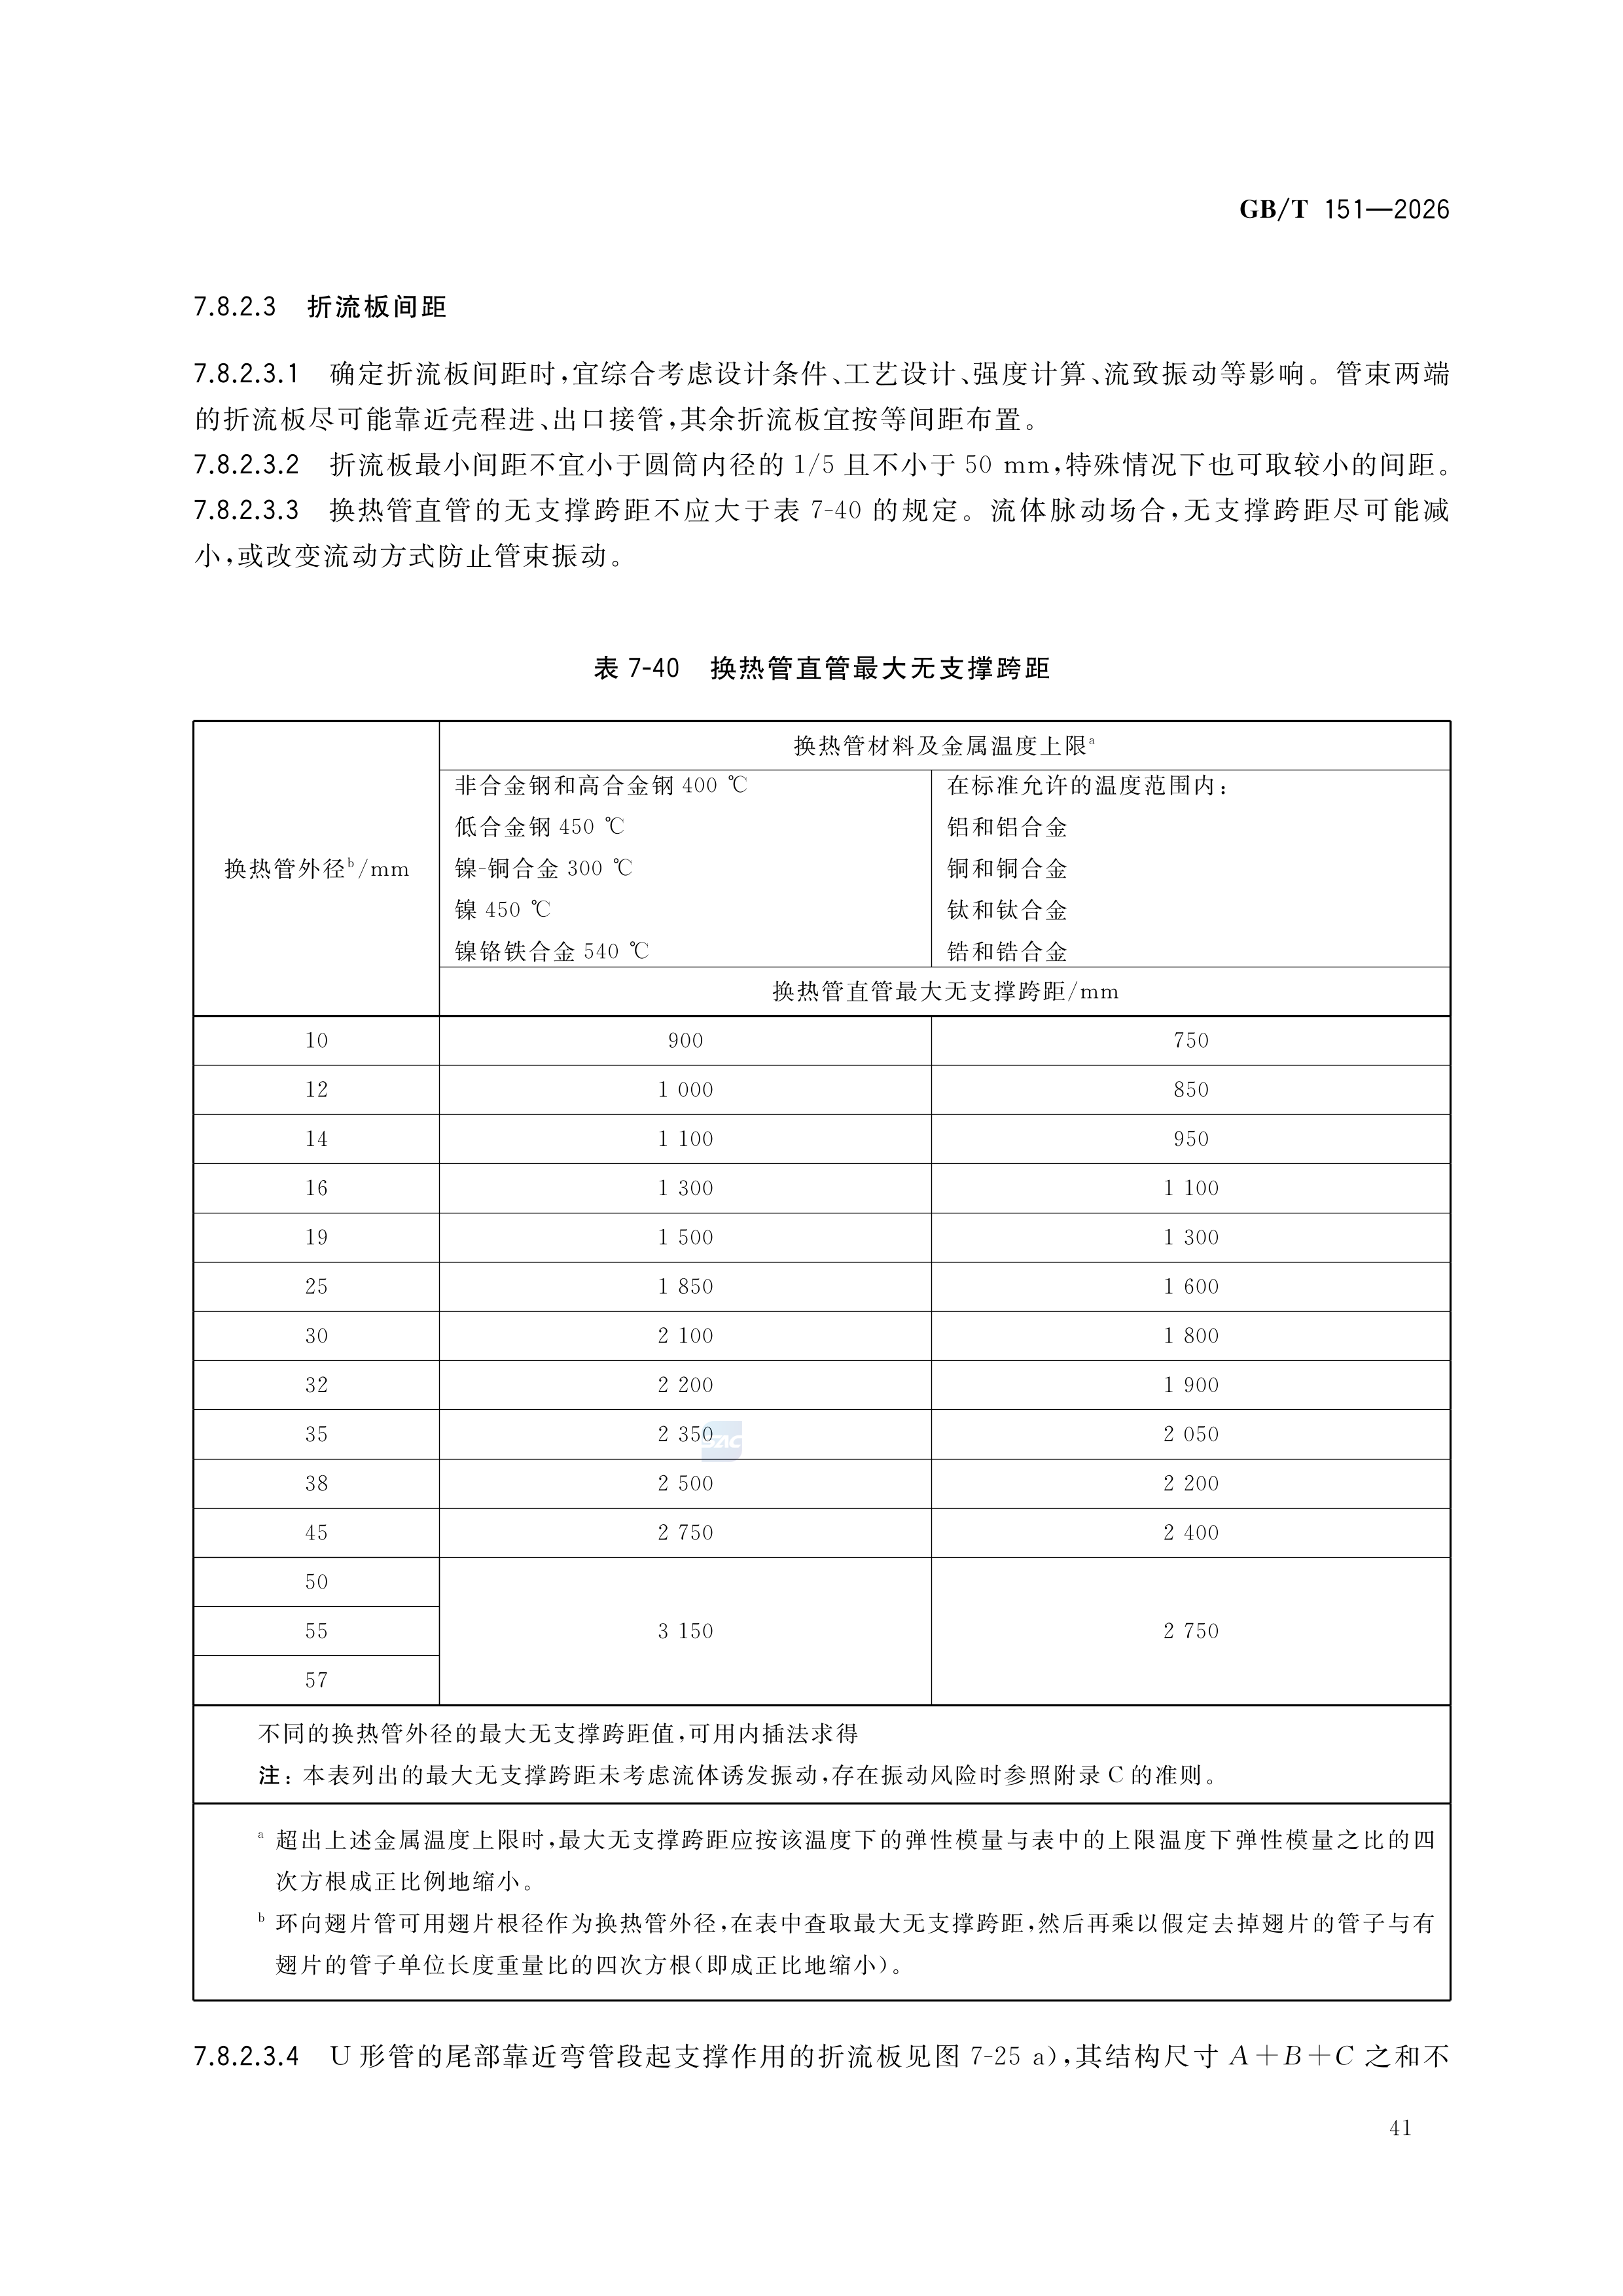 GB/T 151—2026
7.8.2.3 折流板间距
7.8.2.3.1 确定折流板间距时,宜综合考虑设计条件、工艺设计、强度计算、流致振动等影响。管束两端
的折流板尽可能靠近壳程进、出口接管,其余折流板宜按等间距布置。
7.8.2.3.2 折流板最小间距不宜小于圆筒内径的 1/5 且不小于 50 mm,特殊情况下也可取较小的间距。
7.8.2.3.3 换热管直管的无支撑跨距不应大于表 7-40 的规定。流体脉动场合,无支撑跨距尽可能减
小,或改变流动方式防止管束振动。
表 7-40 换热管直管最大无支撑跨距
换热管外径ᵇ/mm
换热管材料及金属温度上限ᵃ
非合金钢和高合金钢 400 ℃
低合金钢 450 ℃
镍-铜合金 300 ℃
镍 450 ℃
镍铬铁合金 540 ℃
在标准允许的温度范围内:
铝和铝合金
铜和铜合金
钛和钛合金
锆和锆合金
换热管直管最大无支撑跨距/mm
10 900 750
12 1 000 850
14 1 100 950
16 1 300 1 100
19 1 500 1 300
25 1 850 1 600
30 2 100 1 800
32 2 200 1 900
35 2 350 2 050
38 2 500 2 200
45 2 750 2 400
50
55 3 150 2 750
57
不同的换热管外径的最大无支撑跨距值,可用内插法求得
注: 本表列出的最大无支撑跨距未考虑流体诱发振动,存在振动风险时参照附录 C 的准则。
ᵃ 超出上述金属温度上限时,最大无支撑跨距应按该温度下的弹性模量与表中的上限温度下弹性模量之比的四
次方根成正比例地缩小。
ᵇ 环向翅片管可用翅片根径作为换热管外径,在表中查取最大无支撑跨距,然后再乘以假定去掉翅片的管子与有
翅片的管子单位长度重量比的四次方根(即成正比地缩小)。
7.8.2.3.4 U 形管的尾部靠近弯管段起支撑作用的折流板见图 7-25 a),其结构尺寸 A+B+C 之和不
41
SAC